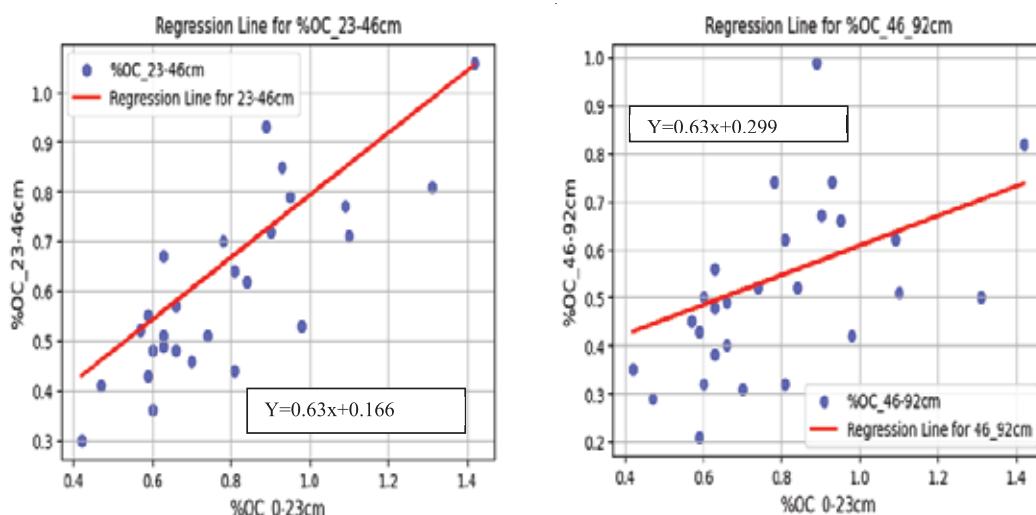 Regression Line for %OC_23-46cm
%OC_23-46cm
Regression Line for 23-46cm
%OC_23-46cm
1.0
0.9
0.8
0.7
0.6
0.5
0.4
0.3
Y=0.63x+0.166
0.4 0.6 0.8 1.0 1.2 1.4
%OC_0-23cm
Regression Line for %OC_46_92cm
%OC_46-92cm
1.0
0.9
0.8
0.7
0.6
0.5
0.4
0.3
0.2
Y=0.63x+0.299
%OC_46-92cm
Regression Line for 46_92cm
0.4 0.6 0.8 1.0 1.2 1.4
%OC_0-23cm